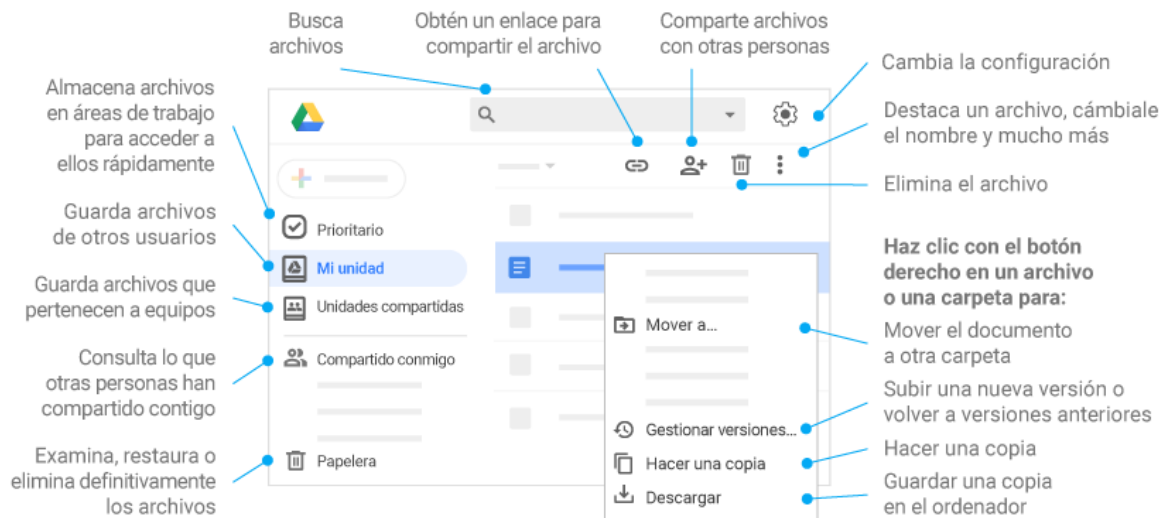 Busca
archivos
Obtén un enlace para
compartir el archivo
Comparte archivos
con otras personas
Cambia la configuración
Destaca un archivo, cámbiale
el nombre y mucho más
Elimina el archivo
Almacena archivos
en áreas de trabajo
para acceder a
ellos rápidamente
Guarda archivos
de otros usuarios
Guarda archivos que
pertenecen a equipos
Consulta lo que
otras personas han
compartido contigo
Examina, restaura o
elimina definitivamente
los archivos
Prioritario
Mi unidad
Unidades compartidas
Compartido conmigo
Papelera
Mover a...
Gestionar versiones...
Hacer una copia
Descargar
Haz clic con el botón
derecho en un archivo
o una carpeta para:
Mover el documento
a otra carpeta
Subir una nueva versión o
volver a versiones anteriores
Hacer una copia
Guardar una copia
en el ordenador